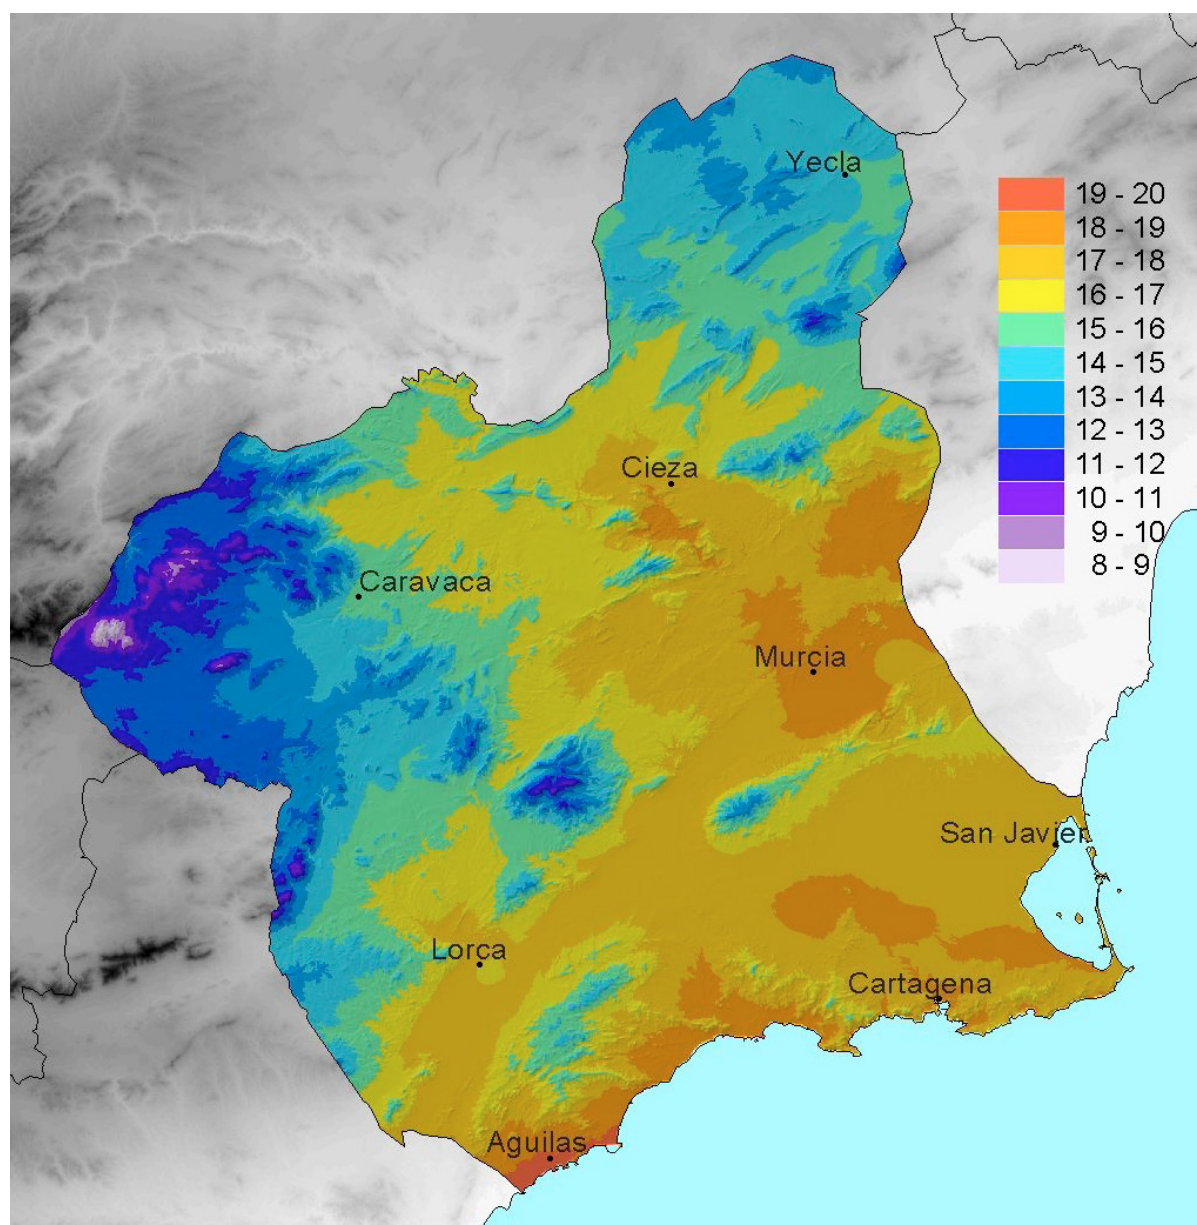 Yecla
19 - 20
18 - 19
17 - 18
16 - 17
15 - 16
14 - 15
13 - 14
12 - 13
11 - 12
10 - 11
9 - 10
8 - 9
Cieza
Caravaca
Murcia
San Javier
Lorca
Cartagena
Aguilas